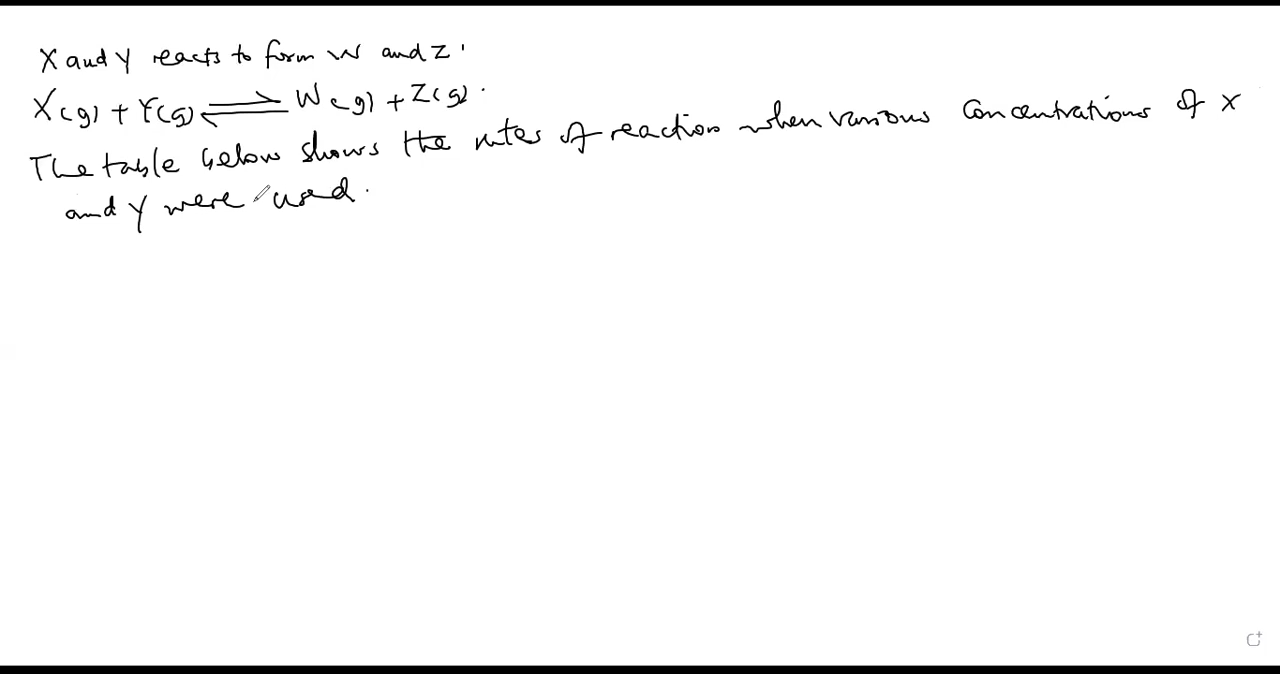 X and Y reacts to form W and Z.
X(g) + Y(g) ⇌ W(g) + Z(g).
The table below shows the rates of reaction when various concentrations of X
and Y were used.